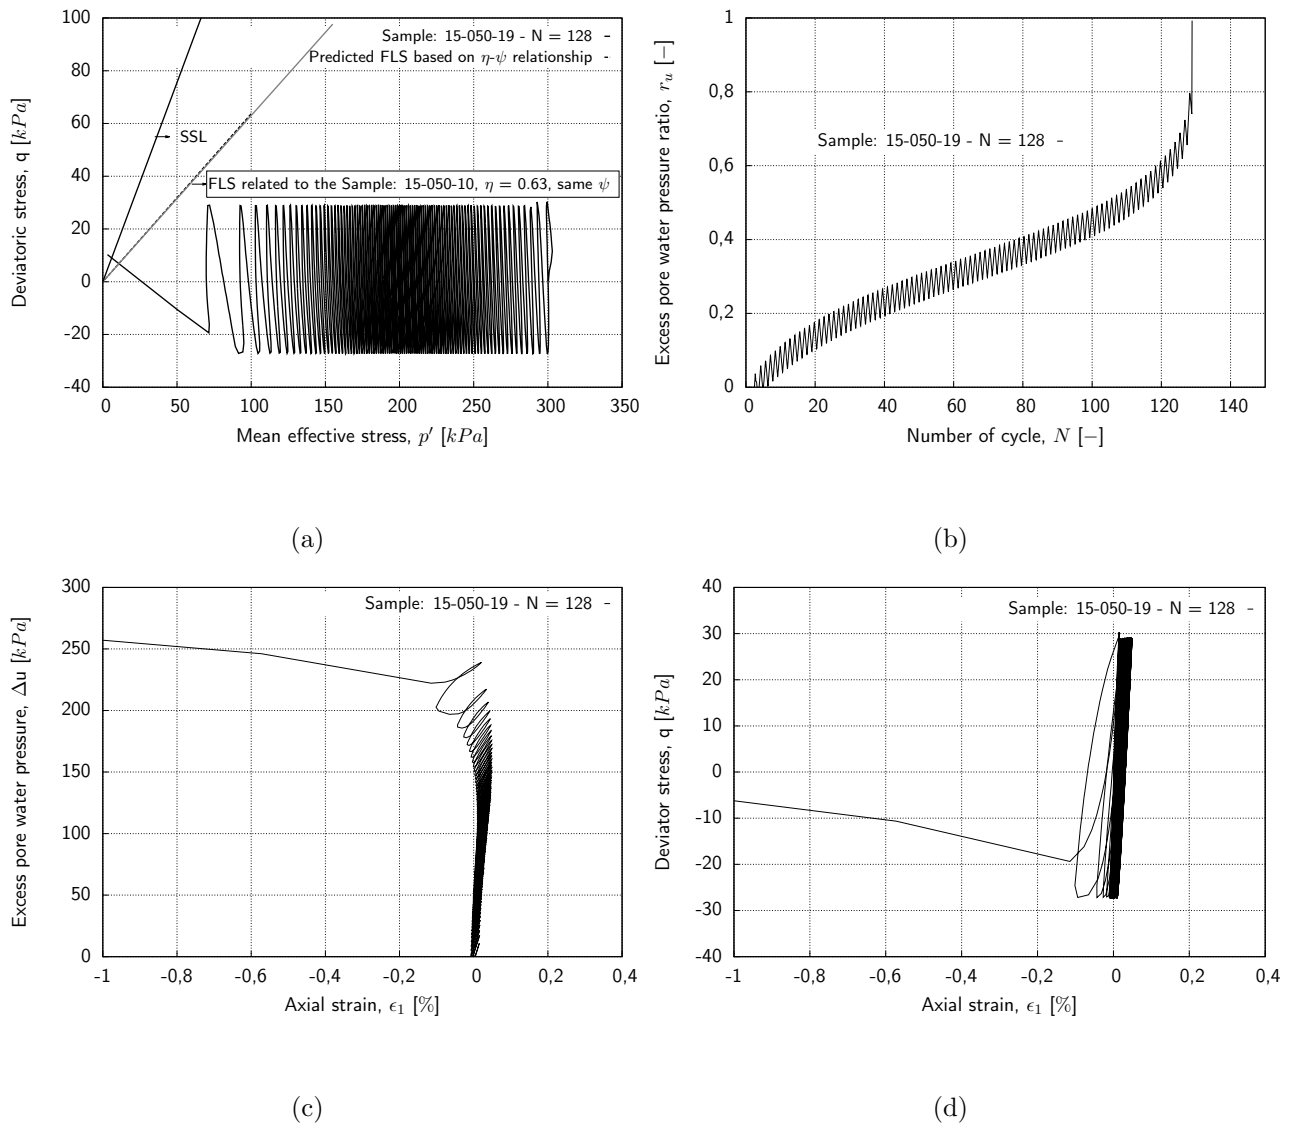 100
80
60
40
20
0
-20
-40
0 50 100 150 200 250 300 350
Deviatoric stress, q [kPa]
Mean effective stress, p′ [kPa]
Sample: 15-050-19 - N = 128
Predicted FLS based on η-ψ relationship
SSL
FLS related to the Sample: 15-050-10, η = 0.63, same ψ
(a)
1
0,8
0,6
0,4
0,2
0
0 20 40 60 80 100 120 140
Excess pore water pressure ratio, r_u [−]
Number of cycle, N [−]
Sample: 15-050-19 - N = 128
(b)
300
250
200
150
100
50
0
-1 -0,8 -0,6 -0,4 -0,2 0 0,2 0,4
Excess pore water pressure, Δu [kPa]
Axial strain, ϵ₁ [%]
Sample: 15-050-19 - N = 128
(c)
40
30
20
10
0
-10
-20
-30
-40
-1 -0,8 -0,6 -0,4 -0,2 0 0,2 0,4
Deviator stress, q [kPa]
Axial strain, ϵ₁ [%]
Sample: 15-050-19 - N = 128
(d)